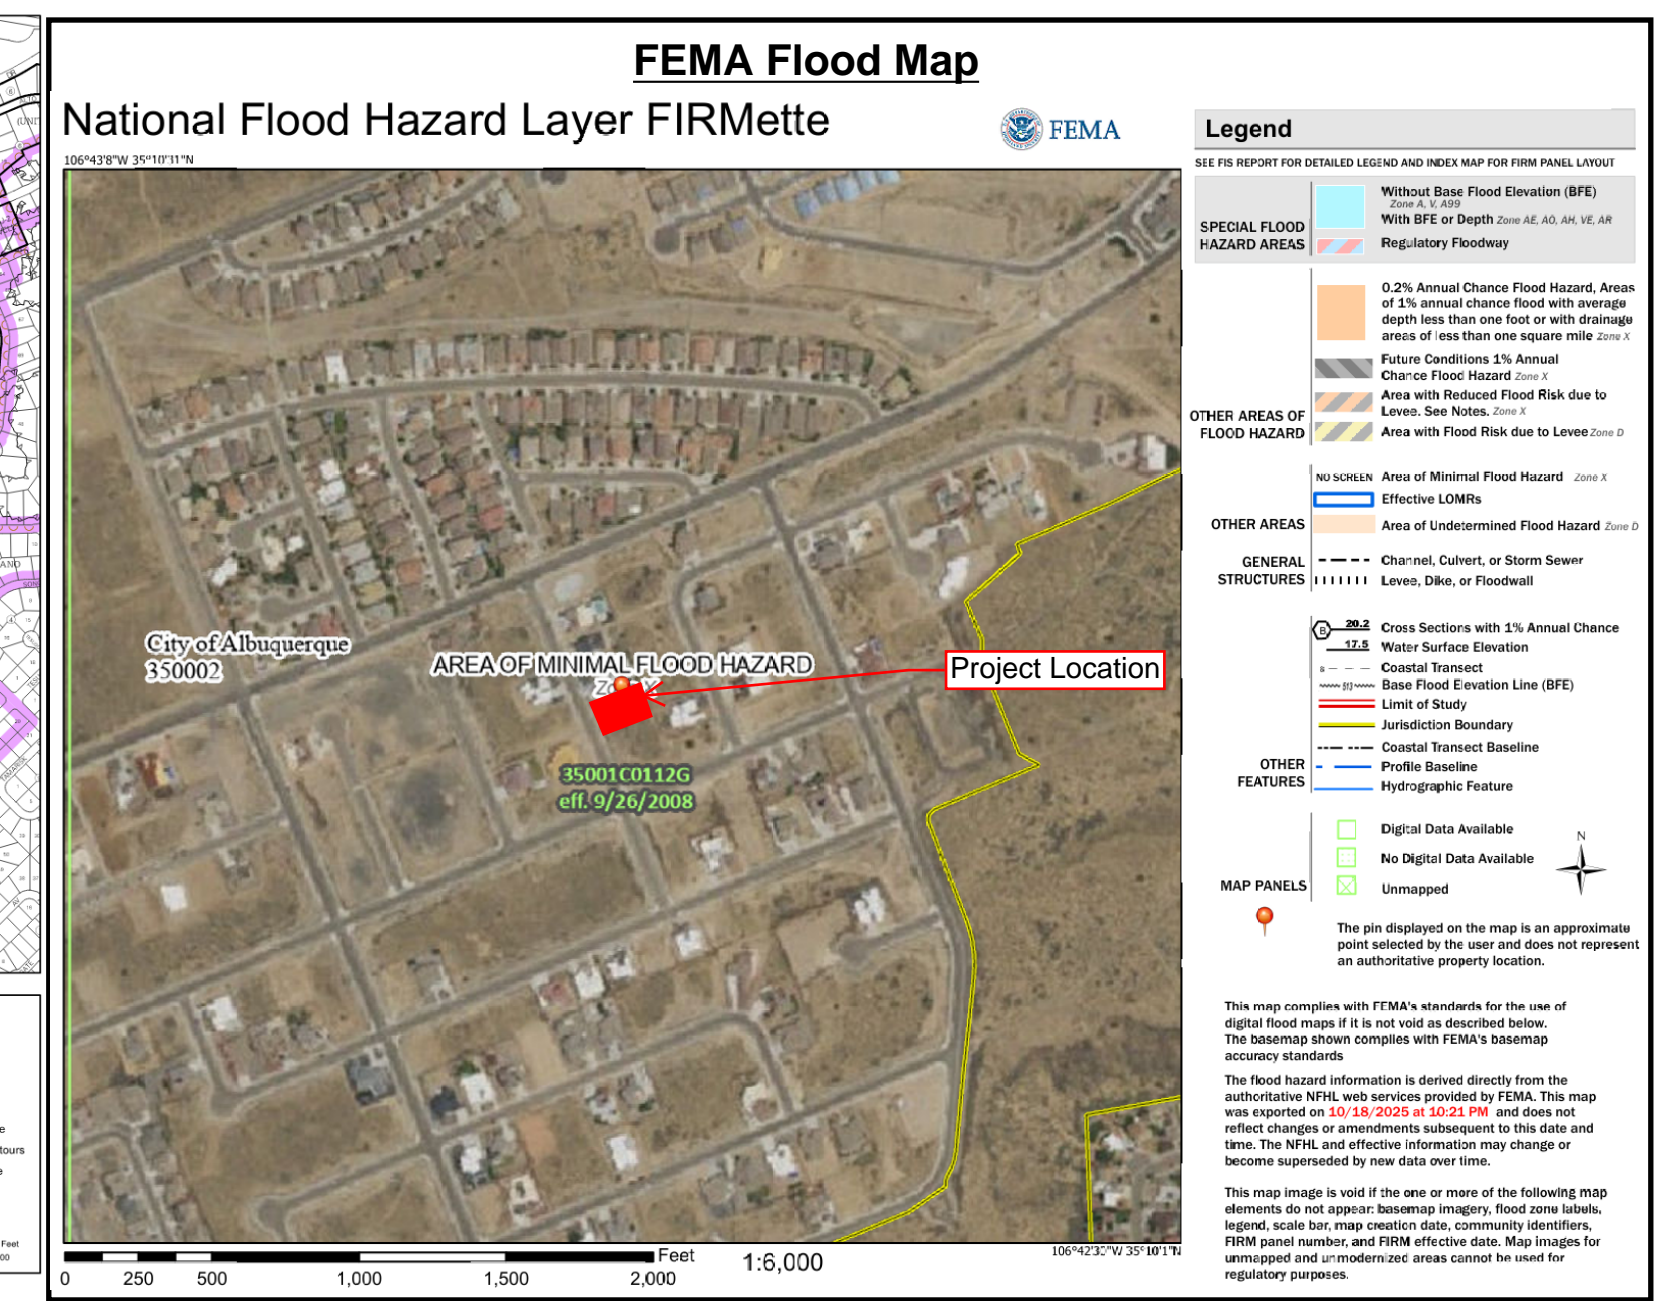 FEMA Flood Map
National Flood Hazard Layer FIRMette
FEMA
106°43'8"W 35°10'31"N
City of Albuquerque
350002
AREA OF MINIMAL FLOOD HAZARD
Zone X
Project Location
35001C0112G
eff. 9/26/2008
Feet
1:6,000
0 250 500 1,000 1,500 2,000
Legend
SEE FIS REPORT FOR DETAILED LEGEND AND INDEX MAP FOR FIRM PANEL LAYOUT
SPECIAL FLOOD
HAZARD AREAS
Without Base Flood Elevation (BFE)
Zone A, V, A99
With BFE or Depth Zone AE, AO, AH, VE, AR
Regulatory Floodway
OTHER AREAS OF
FLOOD HAZARD
0.2% Annual Chance Flood Hazard, Areas
of 1% annual chance flood with average
depth less than one foot or with drainage
areas of less than one square mile Zone X
Future Conditions 1% Annual
Chance Flood Hazard Zone X
Area with Reduced Flood Risk due to
Levee. See Notes. Zone X
Area with Flood Risk due to Levee Zone D
OTHER AREAS
NO SCREEN Area of Minimal Flood Hazard Zone X
Effective LOMRs
Area of Undetermined Flood Hazard Zone D
GENERAL
STRUCTURES
Channel, Culvert, or Storm Sewer
Levee, Dike, or Floodwall
OTHER
FEATURES
B 20.2 Cross Sections with 1% Annual Chance
17.5 Water Surface Elevation
8 Coastal Transect
513 Base Flood Elevation Line (BFE)
Limit of Study
Jurisdiction Boundary
Coastal Transect Baseline
Profile Baseline
Hydrographic Feature
MAP PANELS
Digital Data Available
No Digital Data Available
Unmapped
N
The pin displayed on the map is an approximate
point selected by the user and does not represent
an authoritative property location.
This map complies with FEMA's standards for the use of
digital flood maps if it is not void as described below.
The basemap shown complies with FEMA's basemap
accuracy standards
The flood hazard information is derived directly from the
authoritative NFHL web services provided by FEMA. This map
was exported on 10/18/2025 at 10:21 PM and does not
reflect changes or amendments subsequent to this date and
time. The NFHL and effective information may change or
become superseded by new data over time.
This map image is void if the one or more of the following map
elements do not appear: basemap imagery, flood zone labels,
legend, scale bar, map creation date, community identifiers,
FIRM panel number, and FIRM effective date. Map images for
unmapped and unmodernized areas cannot be used for
regulatory purposes.
tours
Feet